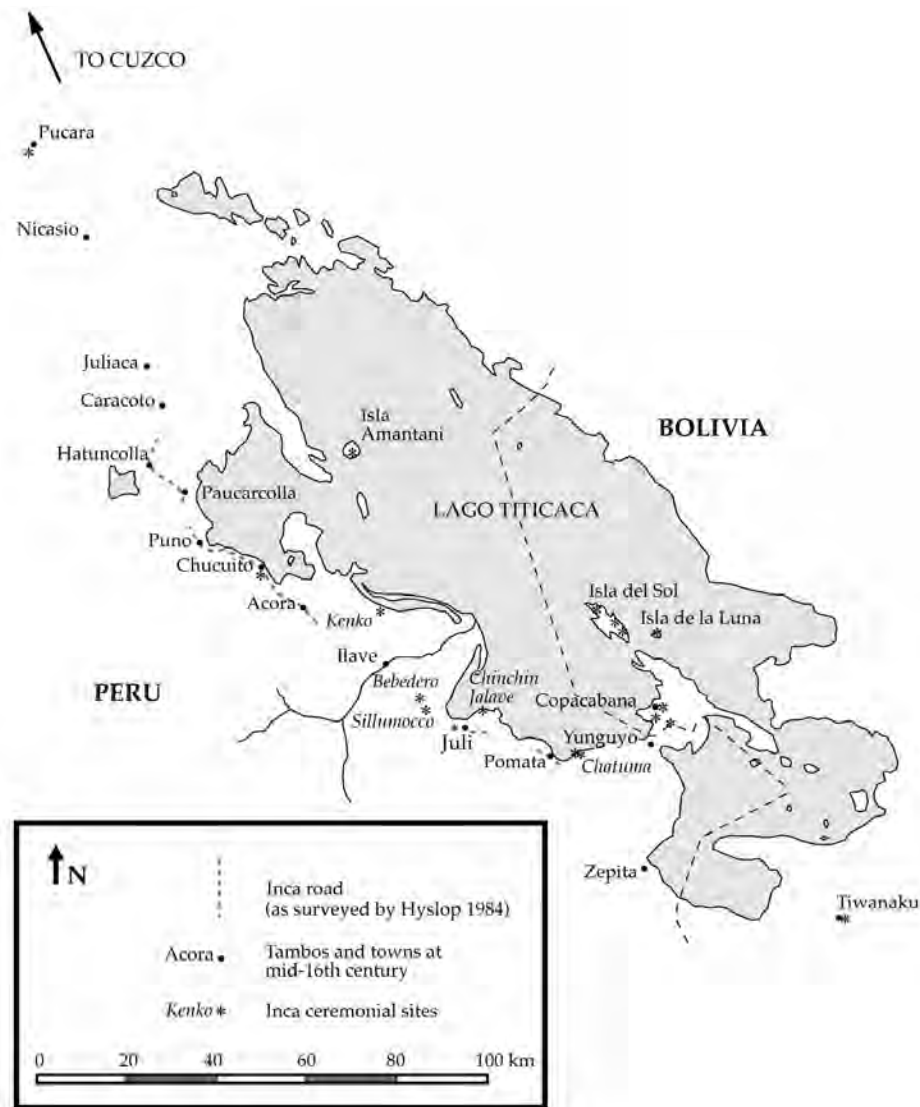 TO CUZCO
Pucara
Nicasio
Juliaca
Caracoto
Isla
Amantani
BOLIVIA
Hatuncolla
Paucarcolla
LAGO TITICACA
Puno
Chucuito
Isla del Sol
Acora
Kenko
Isla de la Luna
Ilave
PERU
Bebedero
Chinchin
Jalave
Sillumocco
Copacabana
Juli
Yunguyo
Pomata
Chatuma
Zepita
Tiwanaku
N
Inca road
(as surveyed by Hyslop 1984)
Acora
Tambos and towns at
mid-16th century
Kenko
Inca ceremonial sites
0 20 40 60 80 100 km